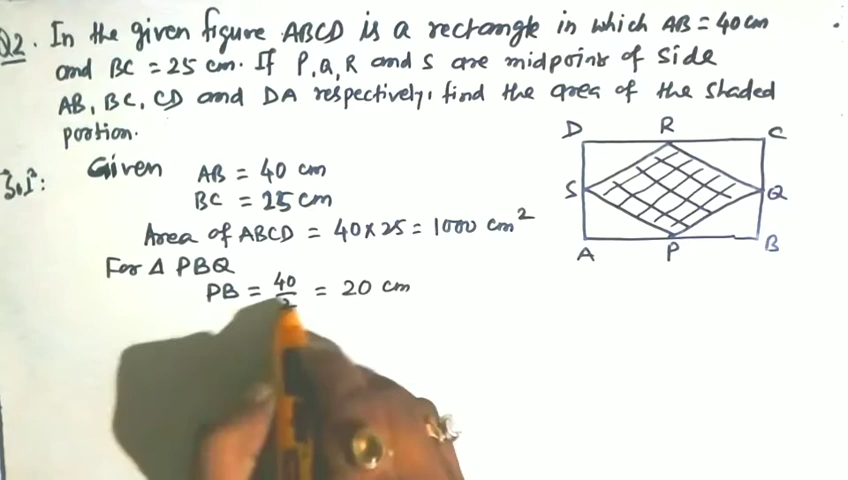 Q2. In the given figure ABCD is a rectangle in which AB = 40 cm
and BC = 25 cm. If P, Q, R and S are midpoint of side
AB, BC, CD and DA respectively, find the area of the shaded
portion.
Sol: Given AB = 40 cm
BC = 25 cm
Area of ABCD = 40 × 25 = 1000 cm²
For Δ PBQ
PB = 40/2 = 20 cm
D R C
S Q
A P B